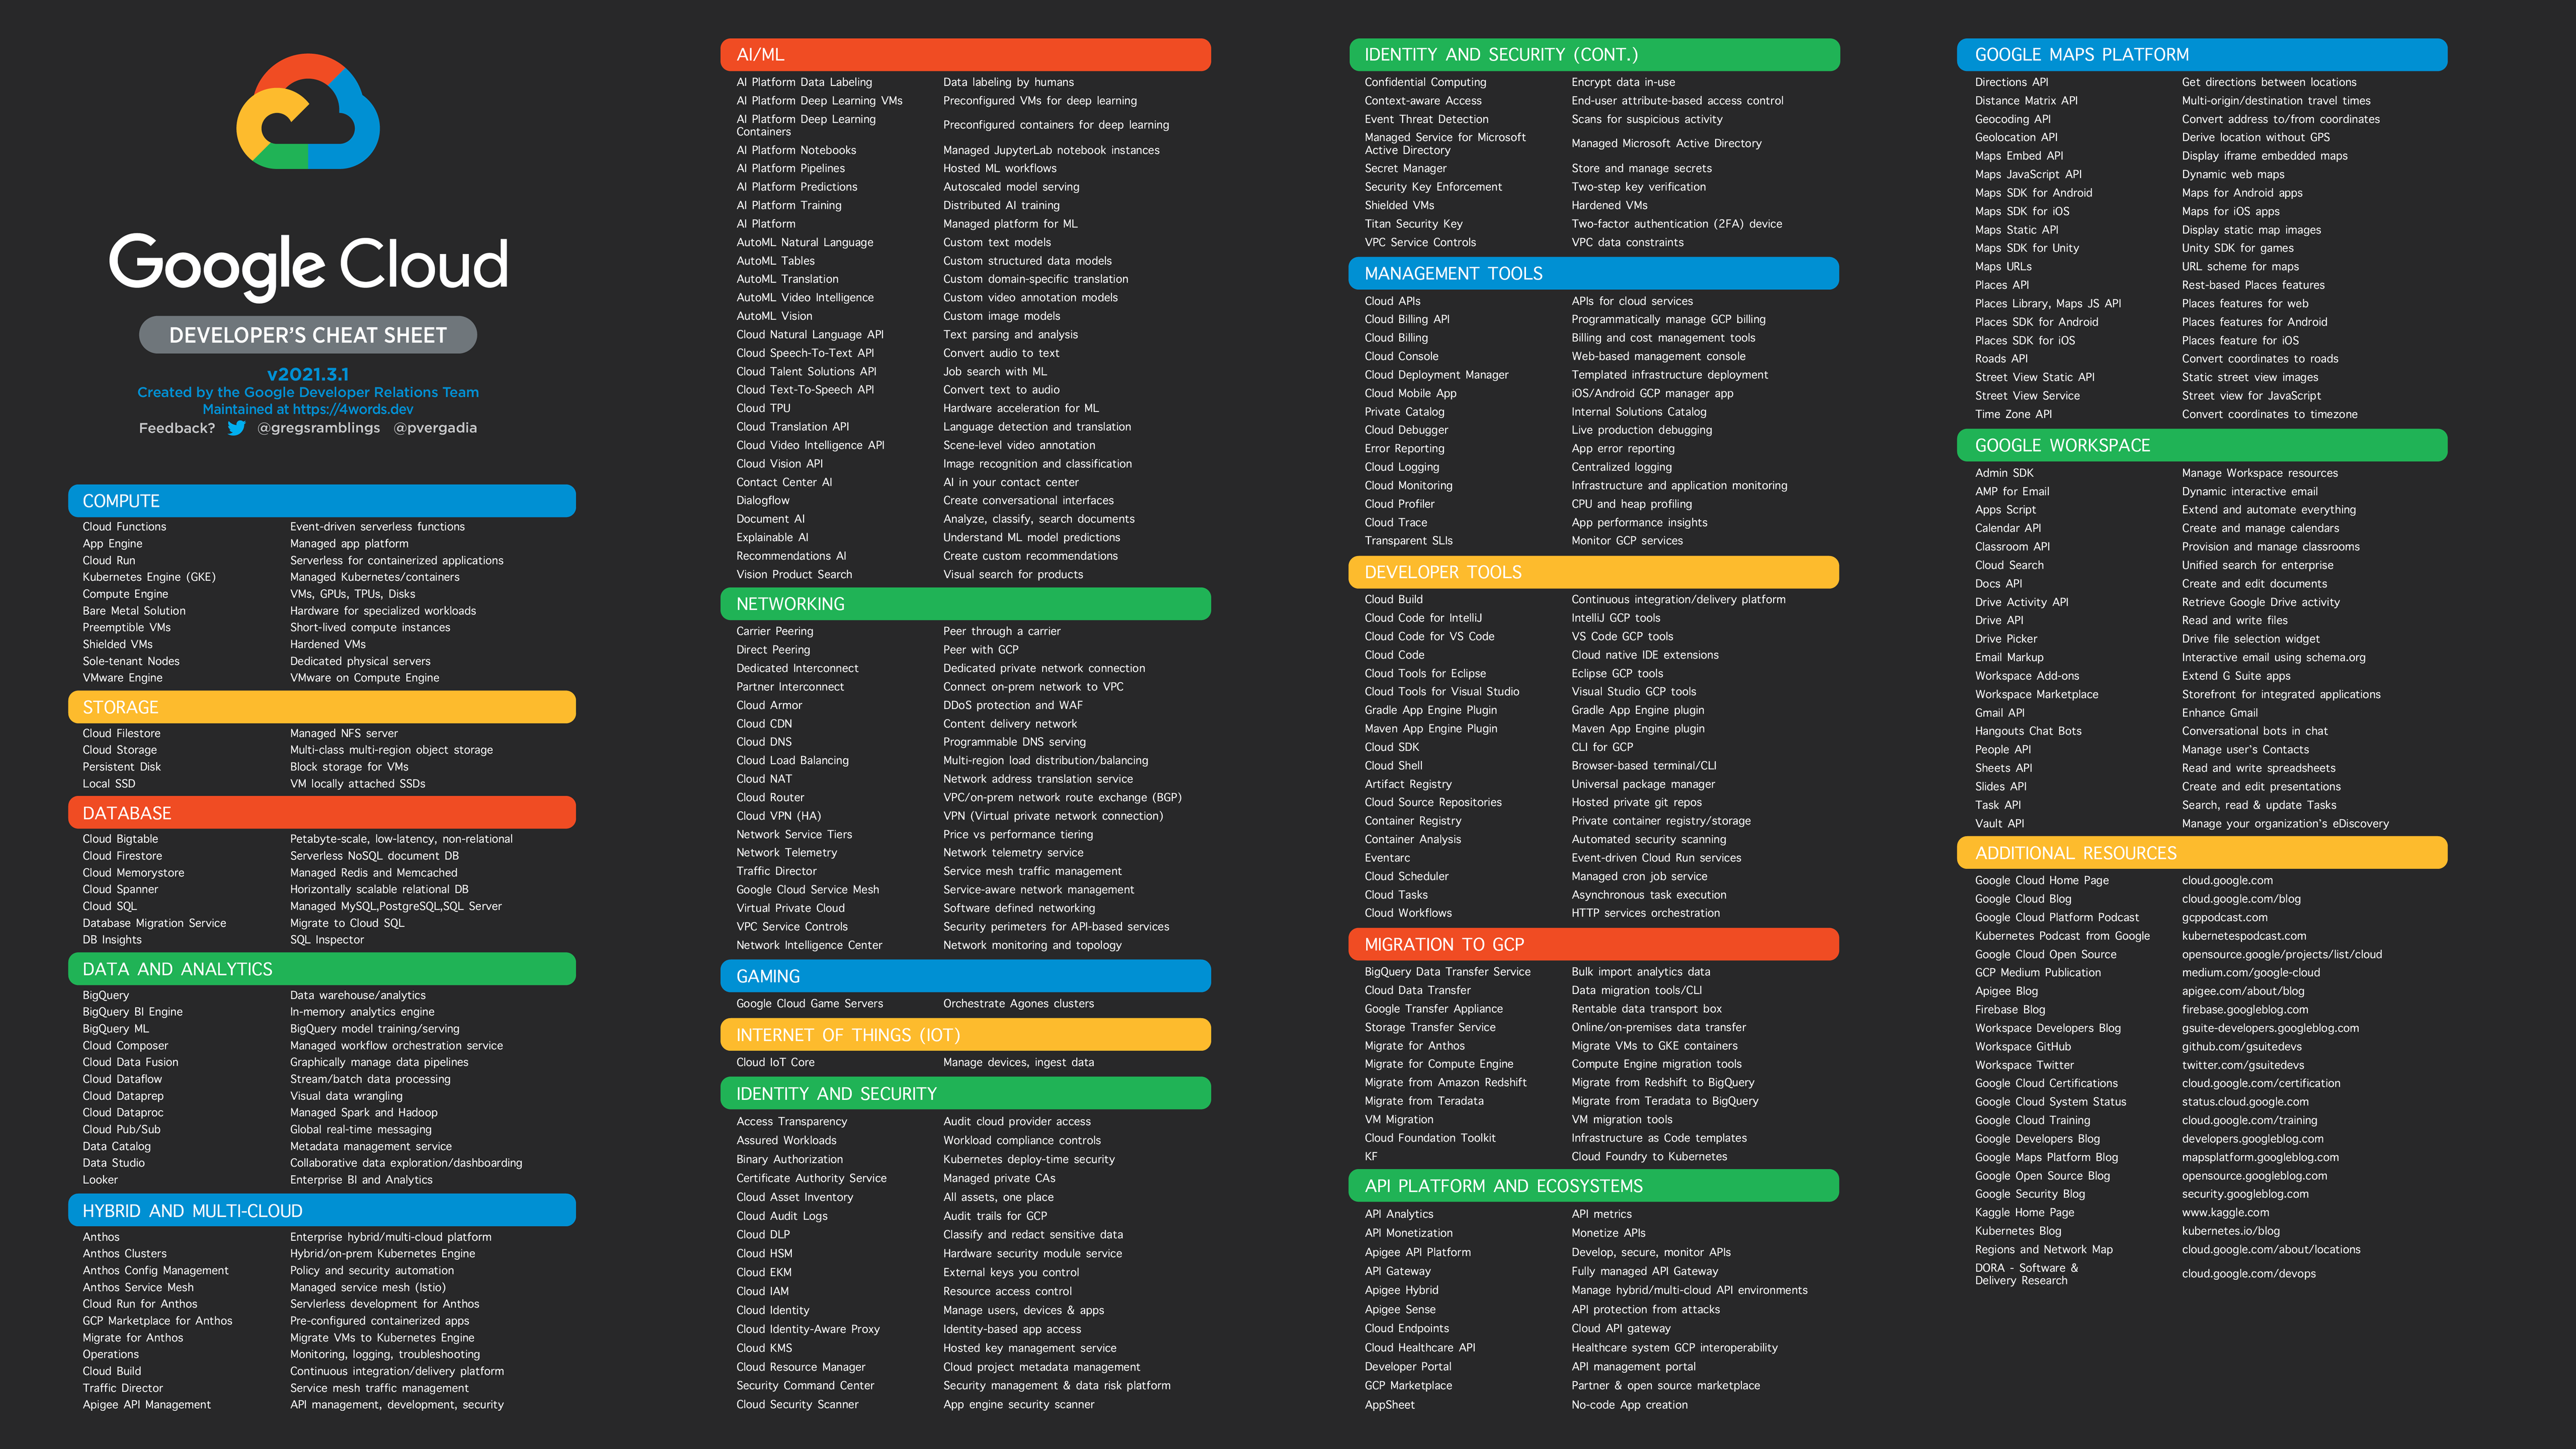 Google Cloud
DEVELOPER'S CHEAT SHEET
v2021.3.1
Created by the Google Developer Relations Team
Maintained at https://4words.dev
Feedback? @gregsramblings @pvergadia
COMPUTE
Cloud Functions Event-driven serverless functions
App Engine Managed app platform
Cloud Run Serverless for containerized applications
Kubernetes Engine (GKE) Managed Kubernetes/containers
Compute Engine VMs, GPUs, TPUs, Disks
Bare Metal Solution Hardware for specialized workloads
Preemptible VMs Short-lived compute instances
Shielded VMs Hardened VMs
Sole-tenant Nodes Dedicated physical servers
VMware Engine VMware on Compute Engine
STORAGE
Cloud Filestore Managed NFS server
Cloud Storage Multi-class multi-region object storage
Persistent Disk Block storage for VMs
Local SSD VM locally attached SSDs
DATABASE
Cloud Bigtable Petabyte-scale, low-latency, non-relational
Cloud Firestore Serverless NoSQL document DB
Cloud Memorystore Managed Redis and Memcached
Cloud Spanner Horizontally scalable relational DB
Cloud SQL Managed MySQL,PostgreSQL,SQL Server
Database Migration Service Migrate to Cloud SQL
DB Insights SQL Inspector
DATA AND ANALYTICS
BigQuery Data warehouse/analytics
BigQuery BI Engine In-memory analytics engine
BigQuery ML BigQuery model training/serving
Cloud Composer Managed workflow orchestration service
Cloud Data Fusion Graphically manage data pipelines
Cloud Dataflow Stream/batch data processing
Cloud Dataprep Visual data wrangling
Cloud Dataproc Managed Spark and Hadoop
Cloud Pub/Sub Global real-time messaging
Data Catalog Metadata management service
Data Studio Collaborative data exploration/dashboarding
Looker Enterprise BI and Analytics
HYBRID AND MULTI-CLOUD
Anthos Enterprise hybrid/multi-cloud platform
Anthos Clusters Hybrid/on-prem Kubernetes Engine
Anthos Config Management Policy and security automation
Anthos Service Mesh Managed service mesh (Istio)
Cloud Run for Anthos Servlerless development for Anthos
GCP Marketplace for Anthos Pre-configured containerized apps
Migrate for Anthos Migrate VMs to Kubernetes Engine
Operations Monitoring, logging, troubleshooting
Cloud Build Continuous integration/delivery platform
Traffic Director Service mesh traffic management
Apigee API Management API management, development, security
AI/ML
AI Platform Data Labeling Data labeling by humans
AI Platform Deep Learning VMs Preconfigured VMs for deep learning
AI Platform Deep Learning
Containers Preconfigured containers for deep learning
AI Platform Notebooks Managed JupyterLab notebook instances
AI Platform Pipelines Hosted ML workflows
AI Platform Predictions Autoscaled model serving
AI Platform Training Distributed AI training
AI Platform Managed platform for ML
AutoML Natural Language Custom text models
AutoML Tables Custom structured data models
AutoML Translation Custom domain-specific translation
AutoML Video Intelligence Custom video annotation models
AutoML Vision Custom image models
Cloud Natural Language API Text parsing and analysis
Cloud Speech-To-Text API Convert audio to text
Cloud Talent Solutions API Job search with ML
Cloud Text-To-Speech API Convert text to audio
Cloud TPU Hardware acceleration for ML
Cloud Translation API Language detection and translation
Cloud Video Intelligence API Scene-level video annotation
Cloud Vision API Image recognition and classification
Contact Center AI AI in your contact center
Dialogflow Create conversational interfaces
Document AI Analyze, classify, search documents
Explainable AI Understand ML model predictions
Recommendations AI Create custom recommendations
Vision Product Search Visual search for products
NETWORKING
Carrier Peering Peer through a carrier
Direct Peering Peer with GCP
Dedicated Interconnect Dedicated private network connection
Partner Interconnect Connect on-prem network to VPC
Cloud Armor DDoS protection and WAF
Cloud CDN Content delivery network
Cloud DNS Programmable DNS serving
Cloud Load Balancing Multi-region load distribution/balancing
Cloud NAT Network address translation service
Cloud Router VPC/on-prem network route exchange (BGP)
Cloud VPN (HA) VPN (Virtual private network connection)
Network Service Tiers Price vs performance tiering
Network Telemetry Network telemetry service
Traffic Director Service mesh traffic management
Google Cloud Service Mesh Service-aware network management
Virtual Private Cloud Software defined networking
VPC Service Controls Security perimeters for API-based services
Network Intelligence Center Network monitoring and topology
GAMING
Google Cloud Game Servers Orchestrate Agones clusters
INTERNET OF THINGS (IOT)
Cloud IoT Core Manage devices, ingest data
IDENTITY AND SECURITY
Access Transparency Audit cloud provider access
Assured Workloads Workload compliance controls
Binary Authorization Kubernetes deploy-time security
Certificate Authority Service Managed private CAs
Cloud Asset Inventory All assets, one place
Cloud Audit Logs Audit trails for GCP
Cloud DLP Classify and redact sensitive data
Cloud HSM Hardware security module service
Cloud EKM External keys you control
Cloud IAM Resource access control
Cloud Identity Manage users, devices & apps
Cloud Identity-Aware Proxy Identity-based app access
Cloud KMS Hosted key management service
Cloud Resource Manager Cloud project metadata management
Security Command Center Security management & data risk platform
Cloud Security Scanner App engine security scanner
IDENTITY AND SECURITY (CONT.)
Confidential Computing Encrypt data in-use
Context-aware Access End-user attribute-based access control
Event Threat Detection Scans for suspicious activity
Managed Service for Microsoft
Active Directory Managed Microsoft Active Directory
Secret Manager Store and manage secrets
Security Key Enforcement Two-step key verification
Shielded VMs Hardened VMs
Titan Security Key Two-factor authentication (2FA) device
VPC Service Controls VPC data constraints
MANAGEMENT TOOLS
Cloud APIs APIs for cloud services
Cloud Billing API Programmatically manage GCP billing
Cloud Billing Billing and cost management tools
Cloud Console Web-based management console
Cloud Deployment Manager Templated infrastructure deployment
Cloud Mobile App iOS/Android GCP manager app
Private Catalog Internal Solutions Catalog
Cloud Debugger Live production debugging
Error Reporting App error reporting
Cloud Logging Centralized logging
Cloud Monitoring Infrastructure and application monitoring
Cloud Profiler CPU and heap profiling
Cloud Trace App performance insights
Transparent SLIs Monitor GCP services
DEVELOPER TOOLS
Cloud Build Continuous integration/delivery platform
Cloud Code for IntelliJ IntelliJ GCP tools
Cloud Code for VS Code VS Code GCP tools
Cloud Code Cloud native IDE extensions
Cloud Tools for Eclipse Eclipse GCP tools
Cloud Tools for Visual Studio Visual Studio GCP tools
Gradle App Engine Plugin Gradle App Engine plugin
Maven App Engine Plugin Maven App Engine plugin
Cloud SDK CLI for GCP
Cloud Shell Browser-based terminal/CLI
Artifact Registry Universal package manager
Cloud Source Repositories Hosted private git repos
Container Registry Private container registry/storage
Container Analysis Automated security scanning
Eventarc Event-driven Cloud Run services
Cloud Scheduler Managed cron job service
Cloud Tasks Asynchronous task execution
Cloud Workflows HTTP services orchestration
MIGRATION TO GCP
BigQuery Data Transfer Service Bulk import analytics data
Cloud Data Transfer Data migration tools/CLI
Google Transfer Appliance Rentable data transport box
Storage Transfer Service Online/on-premises data transfer
Migrate for Anthos Migrate VMs to GKE containers
Migrate for Compute Engine Compute Engine migration tools
Migrate from Amazon Redshift Migrate from Redshift to BigQuery
Migrate from Teradata Migrate from Teradata to BigQuery
VM Migration VM migration tools
Cloud Foundation Toolkit Infrastructure as Code templates
KF Cloud Foundry to Kubernetes
API PLATFORM AND ECOSYSTEMS
API Analytics API metrics
API Monetization Monetize APIs
Apigee API Platform Develop, secure, monitor APIs
API Gateway Fully managed API Gateway
Apigee Hybrid Manage hybrid/multi-cloud API environments
Apigee Sense API protection from attacks
Cloud Endpoints Cloud API gateway
Cloud Healthcare API Healthcare system GCP interoperability
Developer Portal API management portal
GCP Marketplace Partner & open source marketplace
AppSheet No-code App creation
GOOGLE MAPS PLATFORM
Directions API Get directions between locations
Distance Matrix API Multi-origin/destination travel times
Geocoding API Convert address to/from coordinates
Geolocation API Derive location without GPS
Maps Embed API Display iframe embedded maps
Maps JavaScript API Dynamic web maps
Maps SDK for Android Maps for Android apps
Maps SDK for iOS Maps for iOS apps
Maps Static API Display static map images
Maps SDK for Unity Unity SDK for games
Maps URLs URL scheme for maps
Places API Rest-based Places features
Places Library, Maps JS API Places features for web
Places SDK for Android Places features for Android
Places SDK for iOS Places feature for iOS
Roads API Convert coordinates to roads
Street View Static API Static street view images
Street View Service Street view for JavaScript
Time Zone API Convert coordinates to timezone
GOOGLE WORKSPACE
Admin SDK Manage Workspace resources
AMP for Email Dynamic interactive email
Apps Script Extend and automate everything
Calendar API Create and manage calendars
Classroom API Provision and manage classrooms
Cloud Search Unified search for enterprise
Docs API Create and edit documents
Drive Activity API Retrieve Google Drive activity
Drive API Read and write files
Drive Picker Drive file selection widget
Email Markup Interactive email using schema.org
Workspace Add-ons Extend G Suite apps
Workspace Marketplace Storefront for integrated applications
Gmail API Enhance Gmail
Hangouts Chat Bots Conversational bots in chat
People API Manage user's Contacts
Sheets API Read and write spreadsheets
Slides API Create and edit presentations
Task API Search, read & update Tasks
Vault API Manage your organization's eDiscovery
ADDITIONAL RESOURCES
Google Cloud Home Page cloud.google.com
Google Cloud Blog cloud.google.com/blog
Google Cloud Platform Podcast gcppodcast.com
Kubernetes Podcast from Google kubernetespodcast.com
Google Cloud Open Source opensource.google/projects/list/cloud
GCP Medium Publication medium.com/google-cloud
Apigee Blog apigee.com/about/blog
Firebase Blog firebase.googleblog.com
Workspace Developers Blog gsuite-developers.googleblog.com
Workspace GitHub github.com/gsuitedevs
Workspace Twitter twitter.com/gsuitedevs
Google Cloud Certifications cloud.google.com/certification
Google Cloud System Status status.cloud.google.com
Google Cloud Training cloud.google.com/training
Google Developers Blog developers.googleblog.com
Google Maps Platform Blog mapsplatform.googleblog.com
Google Open Source Blog opensource.googleblog.com
Google Security Blog security.googleblog.com
Kaggle Home Page www.kaggle.com
Kubernetes Blog kubernetes.io/blog
Regions and Network Map cloud.google.com/about/locations
DORA - Software &
Delivery Research cloud.google.com/devops